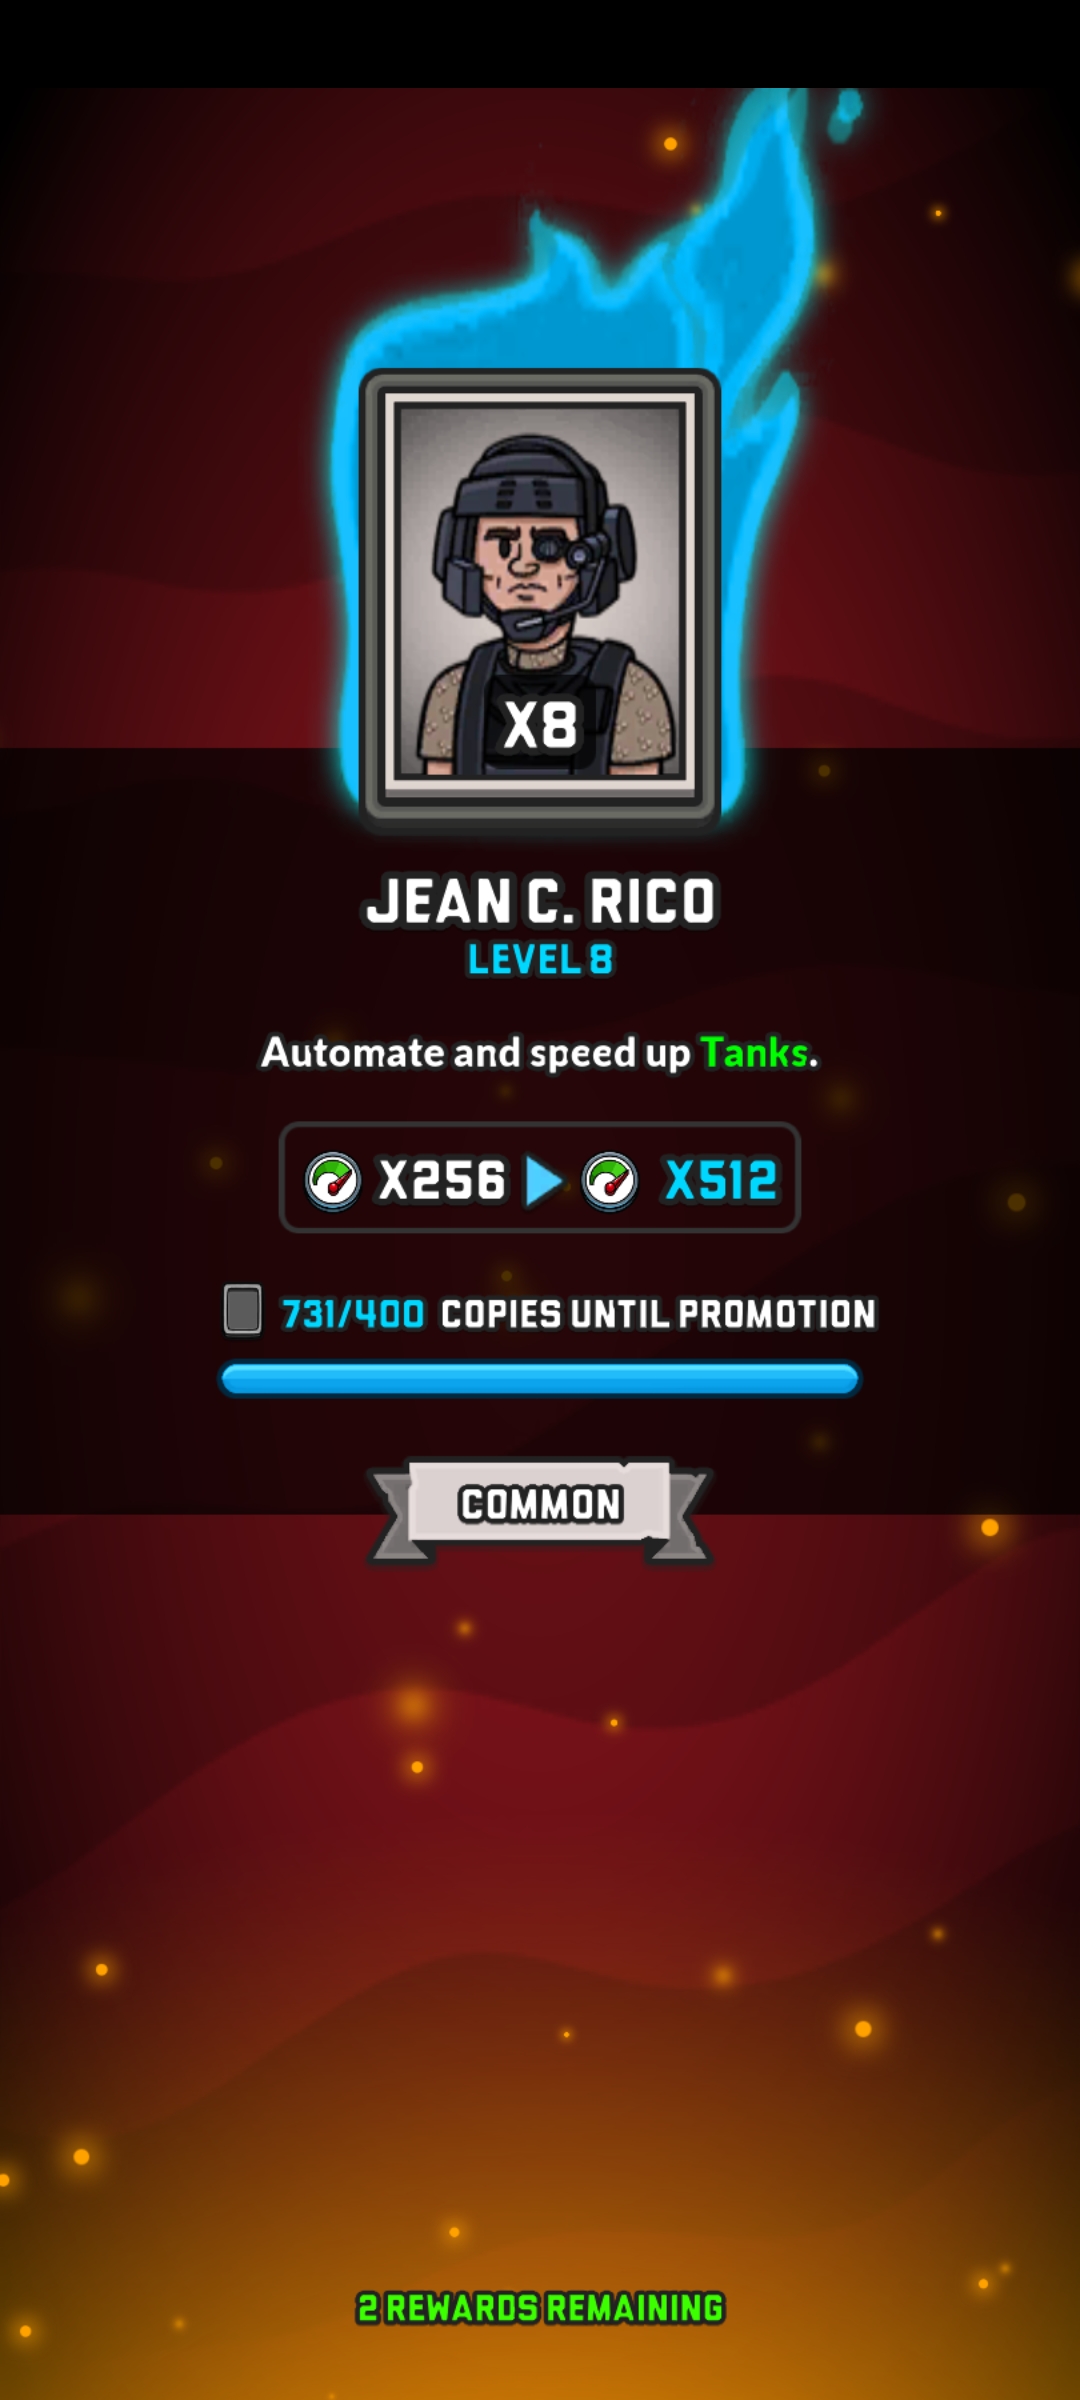 X8
JEAN C. RICO
LEVEL 8
Automate and speed up Tanks.
X256 X512
731/400 COPIES UNTIL PROMOTION
COMMON
2 REWARDS REMAINING